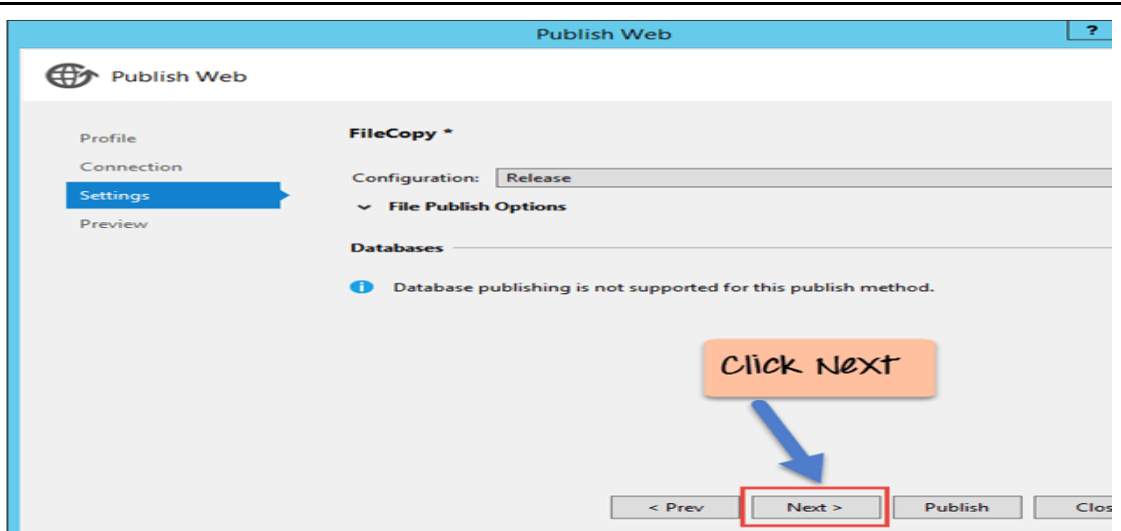 Publish Web
?
Publish Web
Profile
Connection
Settings
Preview
FileCopy *
Configuration: Release
File Publish Options
Databases
Database publishing is not supported for this publish method.
Click Next
< Prev
Next >
Publish
Clos